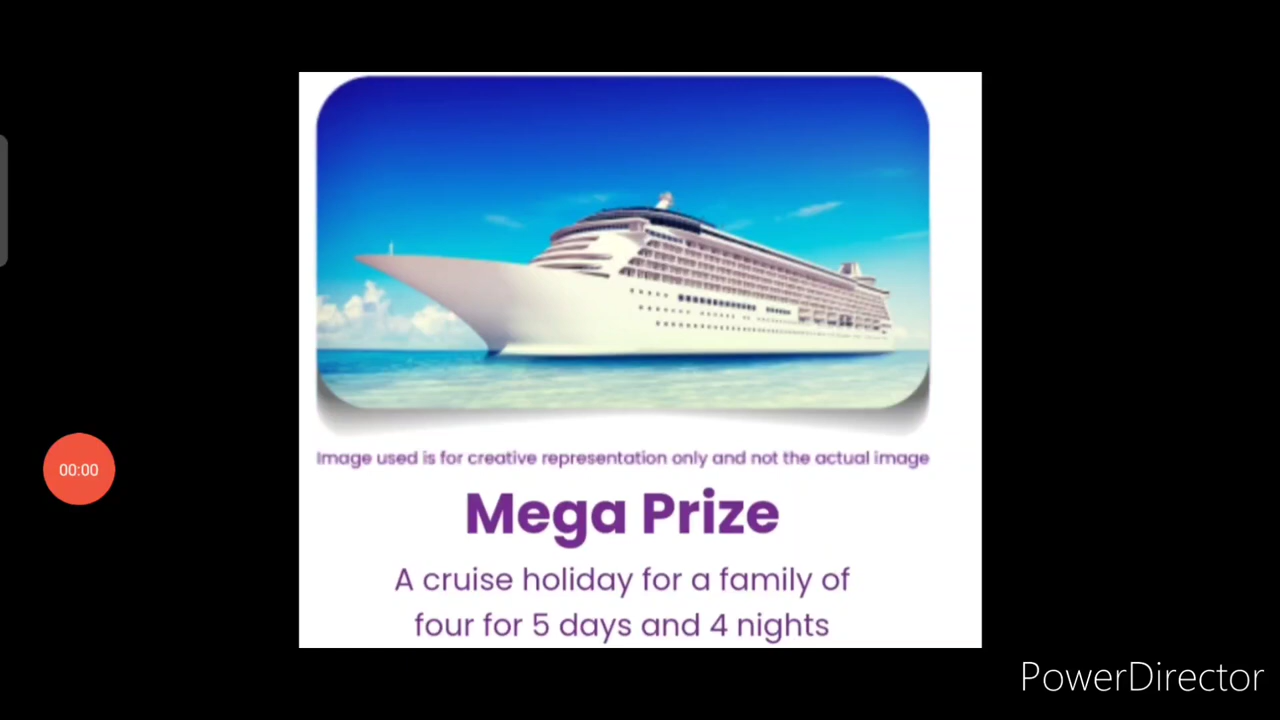 Image used is for creative representation only and not the actual image
00:00
Mega Prize
A cruise holiday for a family of
four for 5 days and 4 nights
PowerDirector